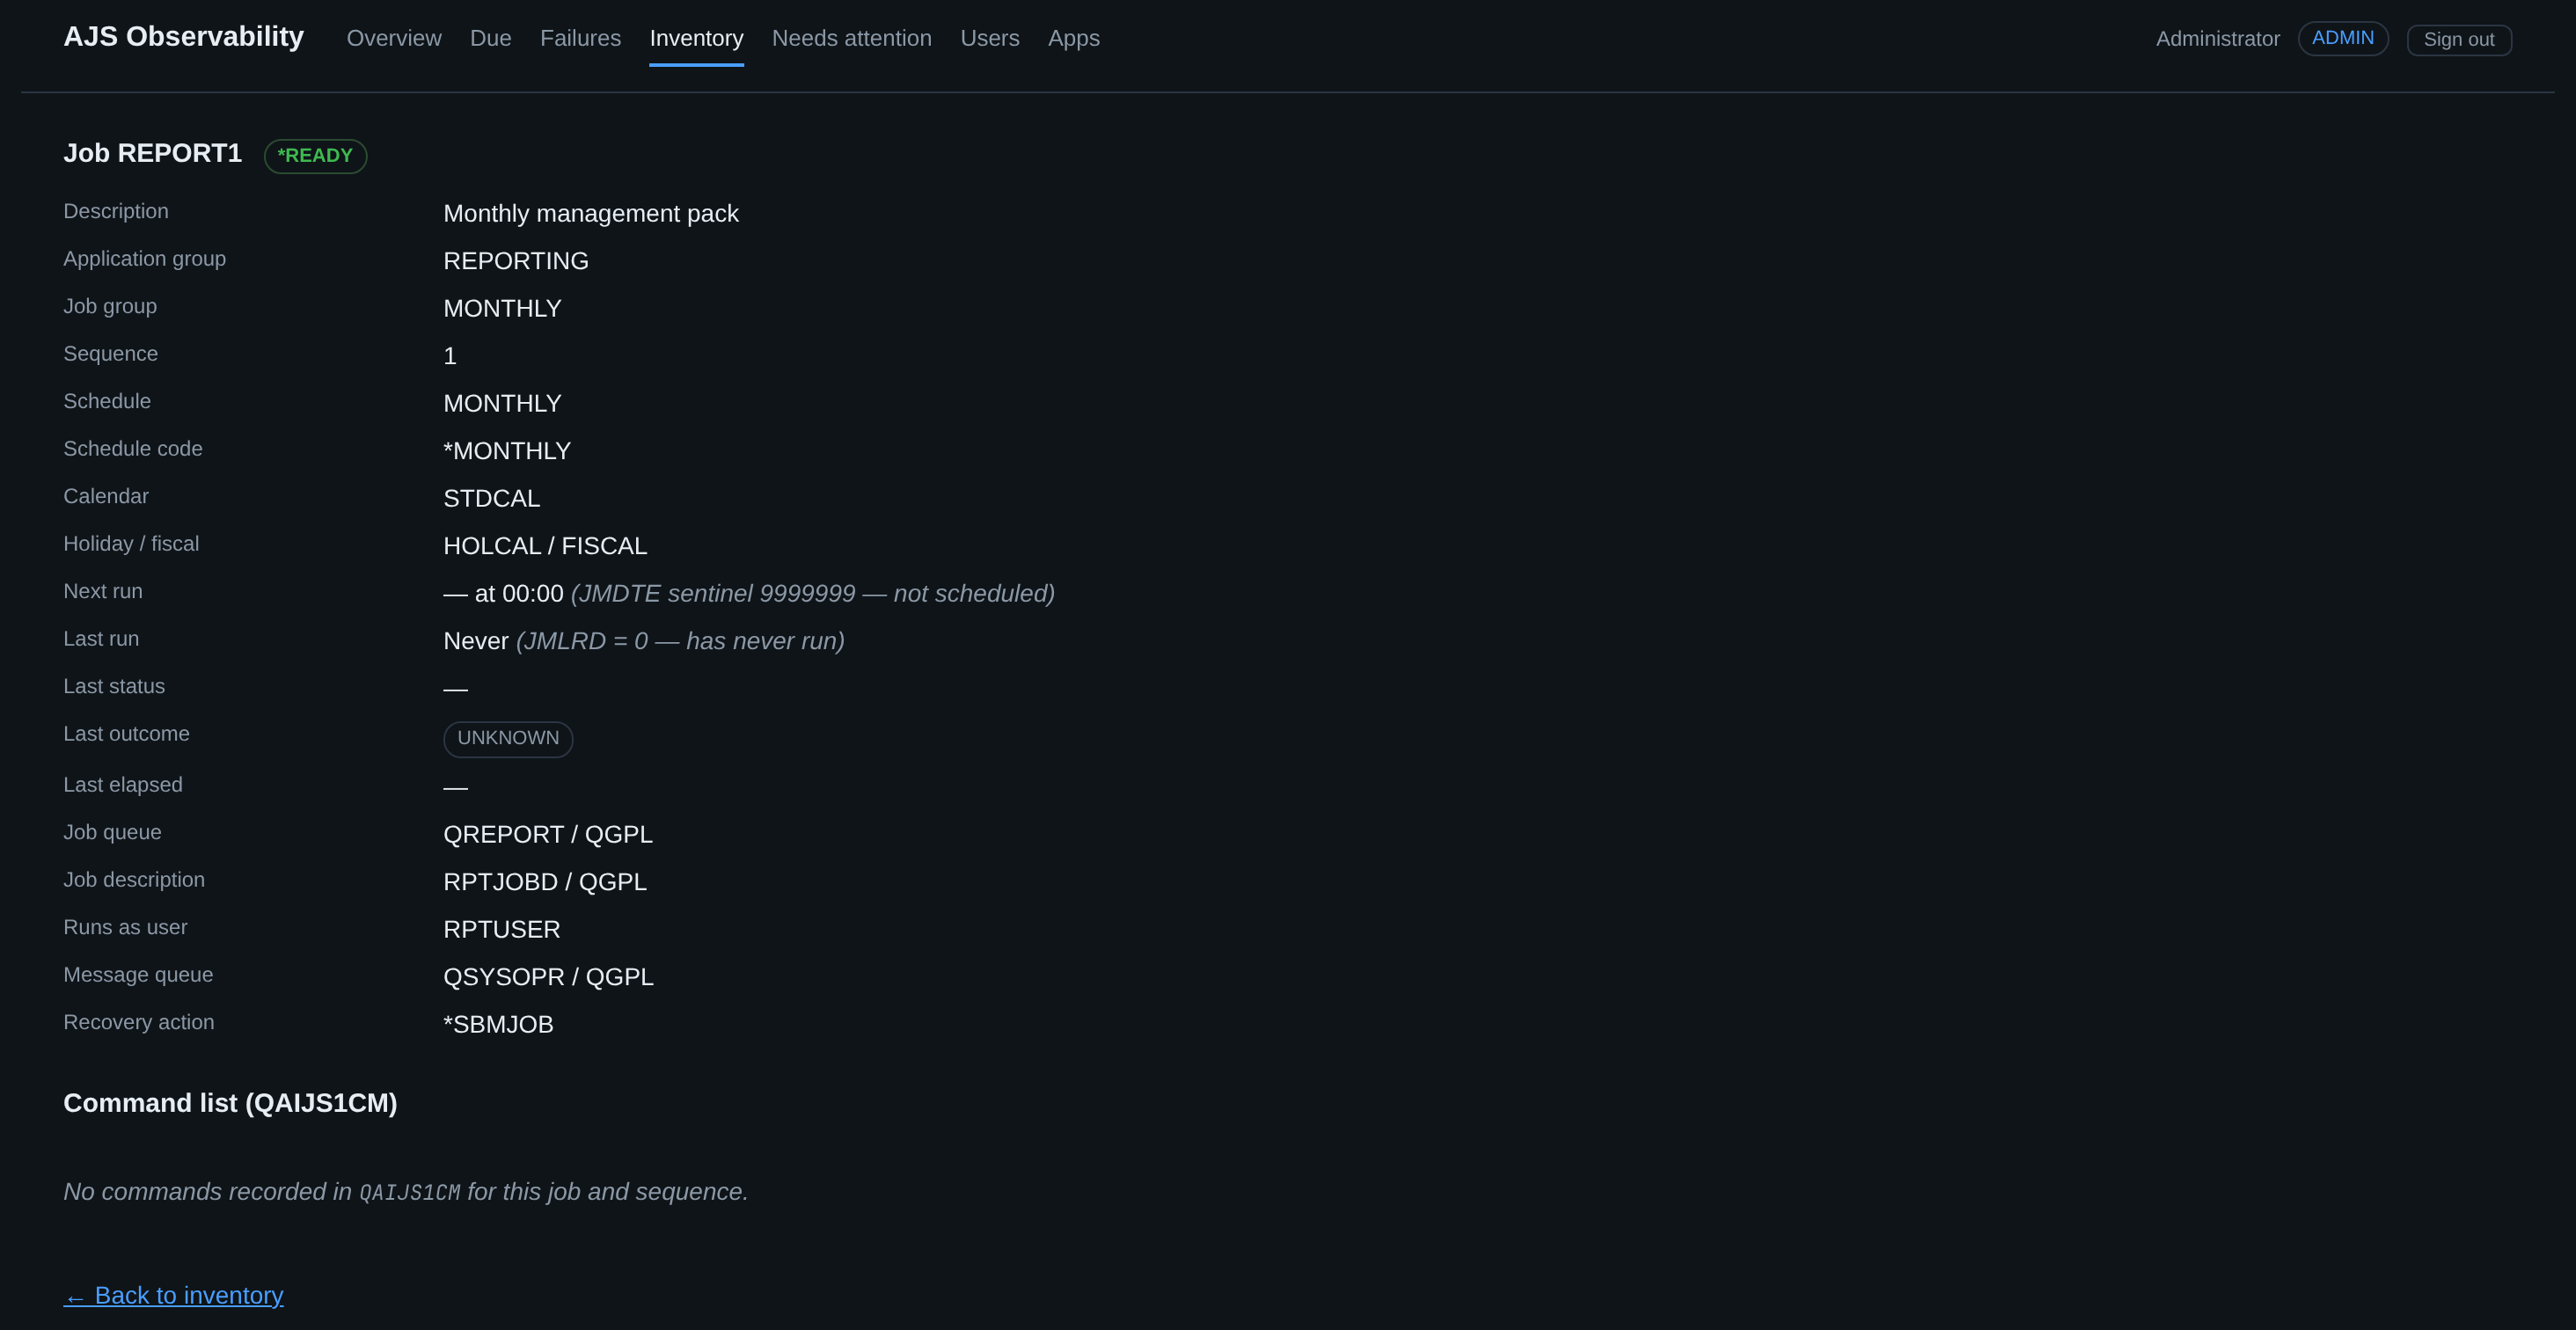 AJS Observability Overview Due Failures Inventory Needs attention Users Apps Administrator ADMIN Sign out
Job REPORT1 *READY
Description Monthly management pack
Application group REPORTING
Job group MONTHLY
Sequence 1
Schedule MONTHLY
Schedule code *MONTHLY
Calendar STDCAL
Holiday / fiscal HOLCAL / FISCAL
Next run — at 00:00 (JMDTE sentinel 9999999 — not scheduled)
Last run Never (JMLRD = 0 — has never run)
Last status —
Last outcome UNKNOWN
Last elapsed —
Job queue QREPORT / QGPL
Job description RPTJOBD / QGPL
Runs as user RPTUSER
Message queue QSYSOPR / QGPL
Recovery action *SBMJOB
Command list (QAIJS1CM)
No commands recorded in QAIJS1CM for this job and sequence.
← Back to inventory